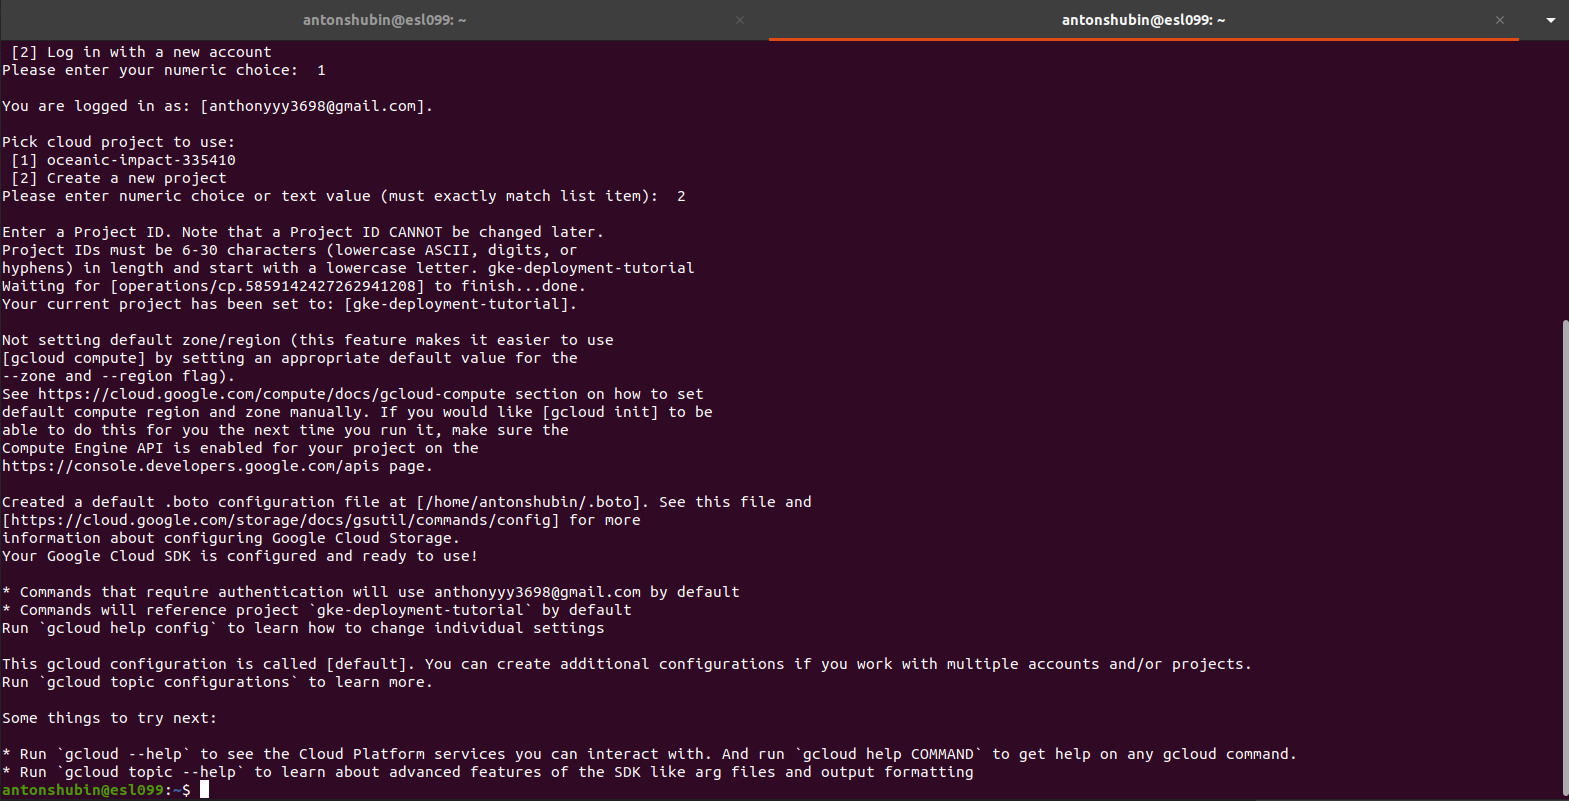 antonshubin@esl099: ~
antonshubin@esl099: ~
[2] Log in with a new account
Please enter your numeric choice:  1
You are logged in as: [anthonyyy3698@gmail.com].
Pick cloud project to use:
[1] oceanic-impact-335410
[2] Create a new project
Please enter numeric choice or text value (must exactly match list item):  2
Enter a Project ID. Note that a Project ID CANNOT be changed later.
Project IDs must be 6-30 characters (lowercase ASCII, digits, or
hyphens) in length and start with a lowercase letter. gke-deployment-tutorial
Waiting for [operations/cp.5859142427262941208] to finish...done.
Your current project has been set to: [gke-deployment-tutorial].
Not setting default zone/region (this feature makes it easier to use
[gcloud compute] by setting an appropriate default value for the
--zone and --region flag).
See https://cloud.google.com/compute/docs/gcloud-compute section on how to set
default compute region and zone manually. If you would like [gcloud init] to be
able to do this for you the next time you run it, make sure the
Compute Engine API is enabled for your project on the
https://console.developers.google.com/apis page.
Created a default .boto configuration file at [/home/antonshubin/.boto]. See this file and
[https://cloud.google.com/storage/docs/gsutil/commands/config] for more
information about configuring Google Cloud Storage.
Your Google Cloud SDK is configured and ready to use!
* Commands that require authentication will use anthonyyy3698@gmail.com by default
* Commands will reference project `gke-deployment-tutorial` by default
Run `gcloud help config` to learn how to change individual settings
This gcloud configuration is called [default]. You can create additional configurations if you work with multiple accounts and/or projects.
Run `gcloud topic configurations` to learn more.
Some things to try next:
* Run `gcloud --help` to see the Cloud Platform services you can interact with. And run `gcloud help COMMAND` to get help on any gcloud command.
* Run `gcloud topic --help` to learn about advanced features of the SDK like arg files and output formatting
antonshubin@esl099:~$